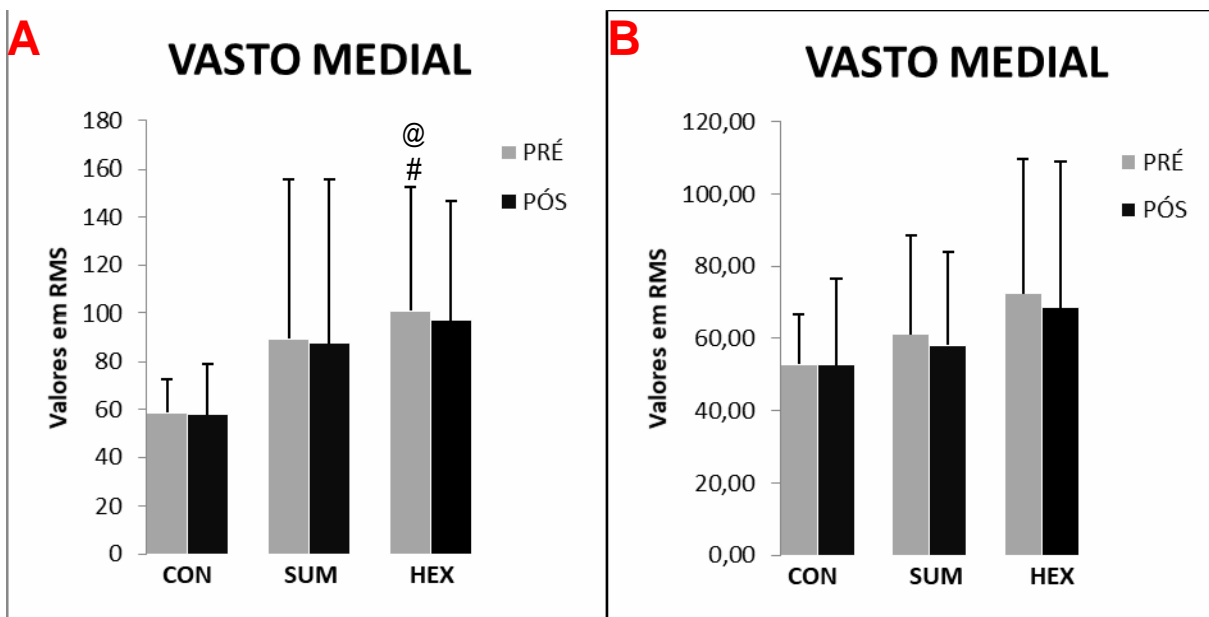 A
VASTO MEDIAL
180
160
140
120
100
80
60
40
20
0
Valores em RMS
@
#
PRÉ
PÓS
CON SUM HEX
B
VASTO MEDIAL
120,00
100,00
80,00
60,00
40,00
20,00
0,00
Valores em RMS
PRÉ
PÓS
CON SUM HEX